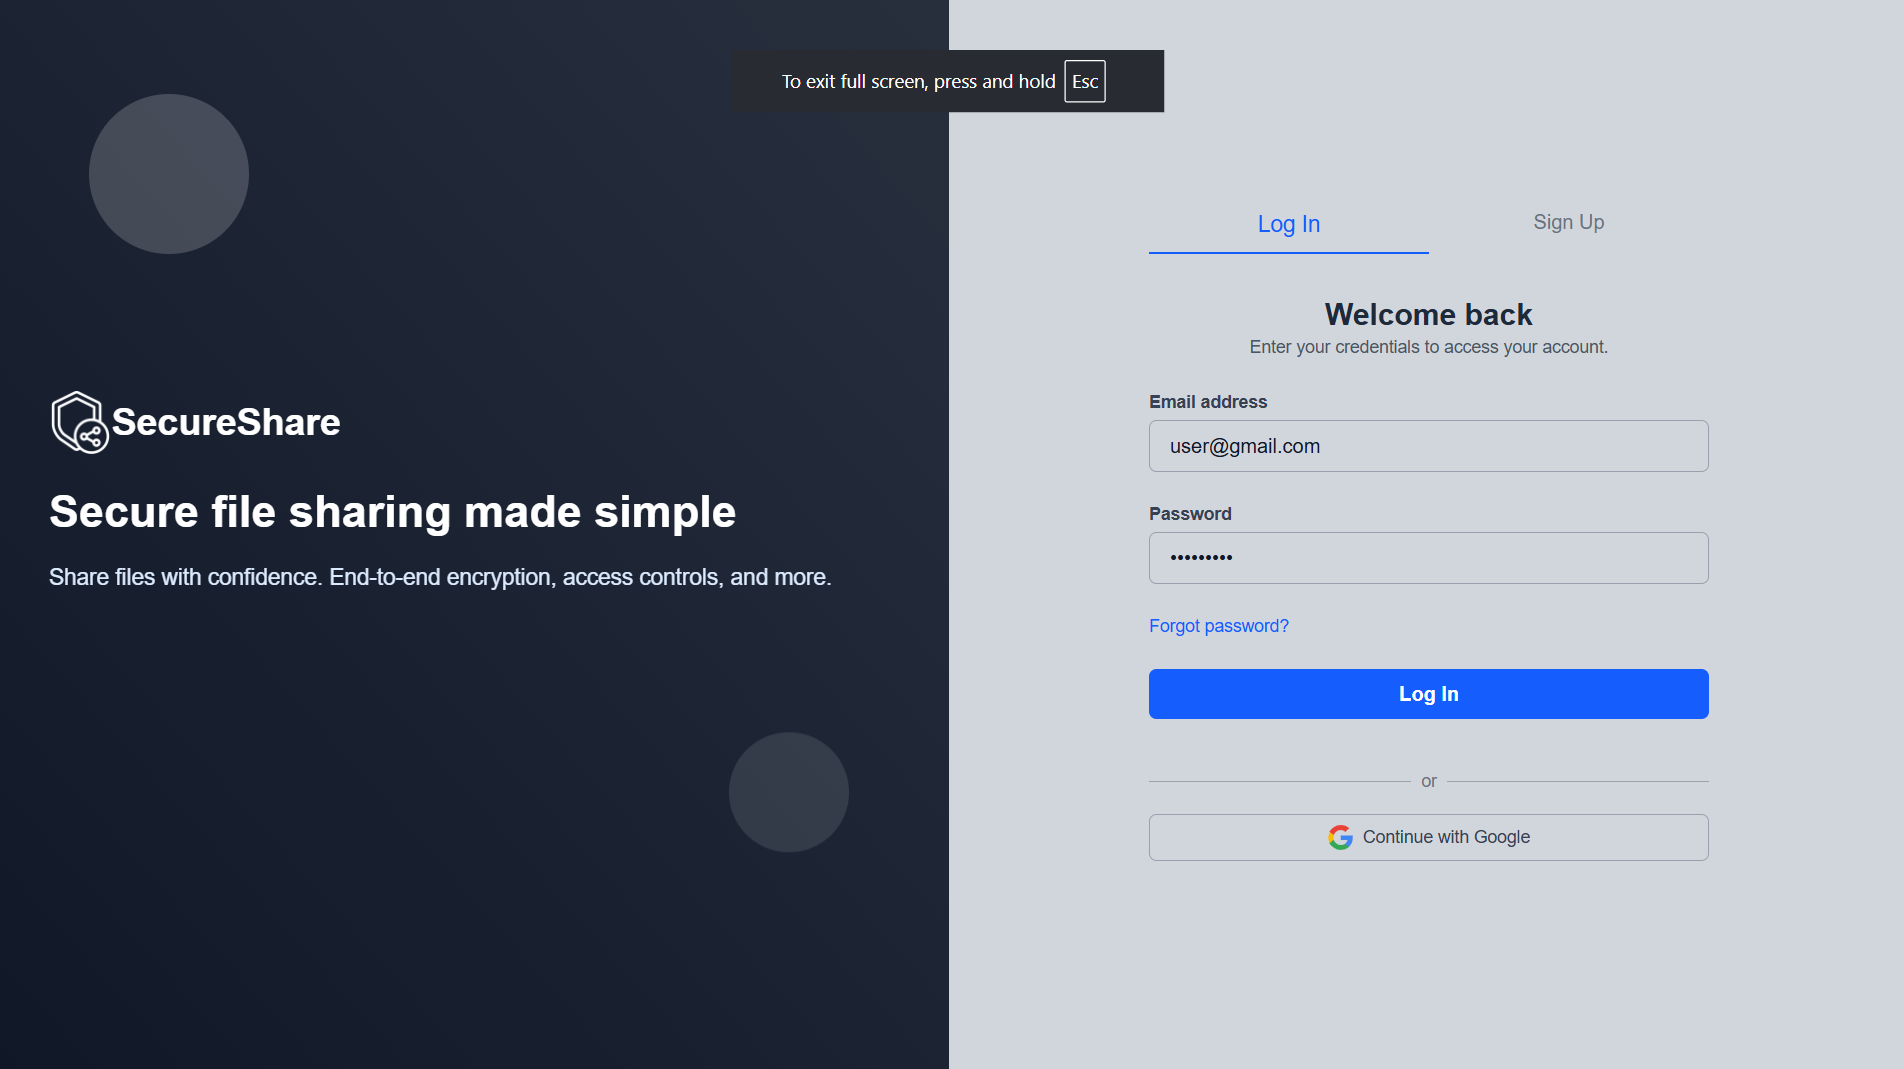 To exit full screen, press and hold Esc
SecureShare
Secure file sharing made simple
Share files with confidence. End-to-end encryption, access controls, and more.
Log In
Sign Up
Welcome back
Enter your credentials to access your account.
Email address
user@gmail.com
Password
•••••••••
Forgot password?
Log In
or
Continue with Google